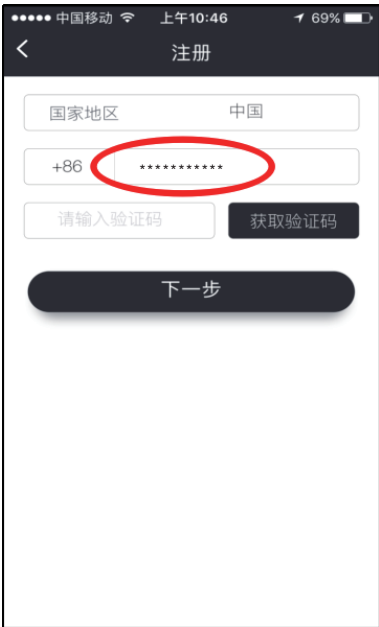 中国移动 上午10:46 69%
注册
国家地区 中国
+86 ***********
请输入验证码 获取验证码
下一步